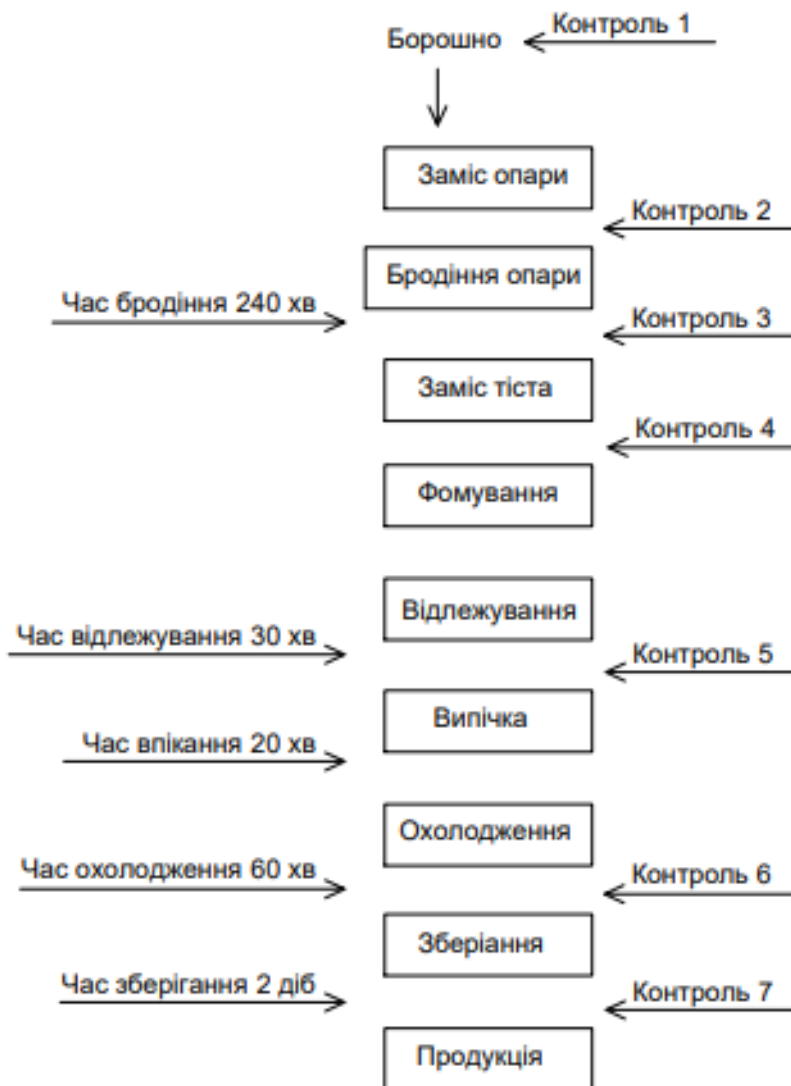 Борошно
Контроль 1
Заміс опари
Контроль 2
Бродіння опари
Час бродіння 240 хв
Контроль 3
Заміс тіста
Контроль 4
Фомування
Відлежування
Час відлежування 30 хв
Контроль 5
Випічка
Час впікання 20 хв
Охолодження
Час охолодження 60 хв
Контроль 6
Зберіання
Час зберігання 2 діб
Контроль 7
Продукція